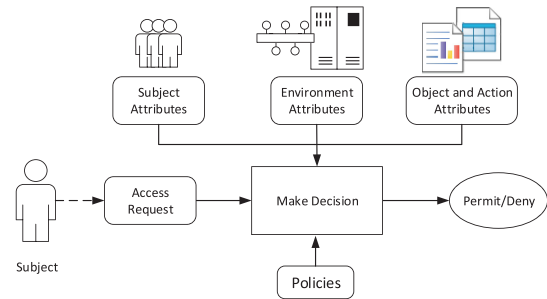 Subject
Attributes
Environment
Attributes
Object and Action
Attributes
Access
Request
Make Decision
Permit/Deny
Subject
Policies